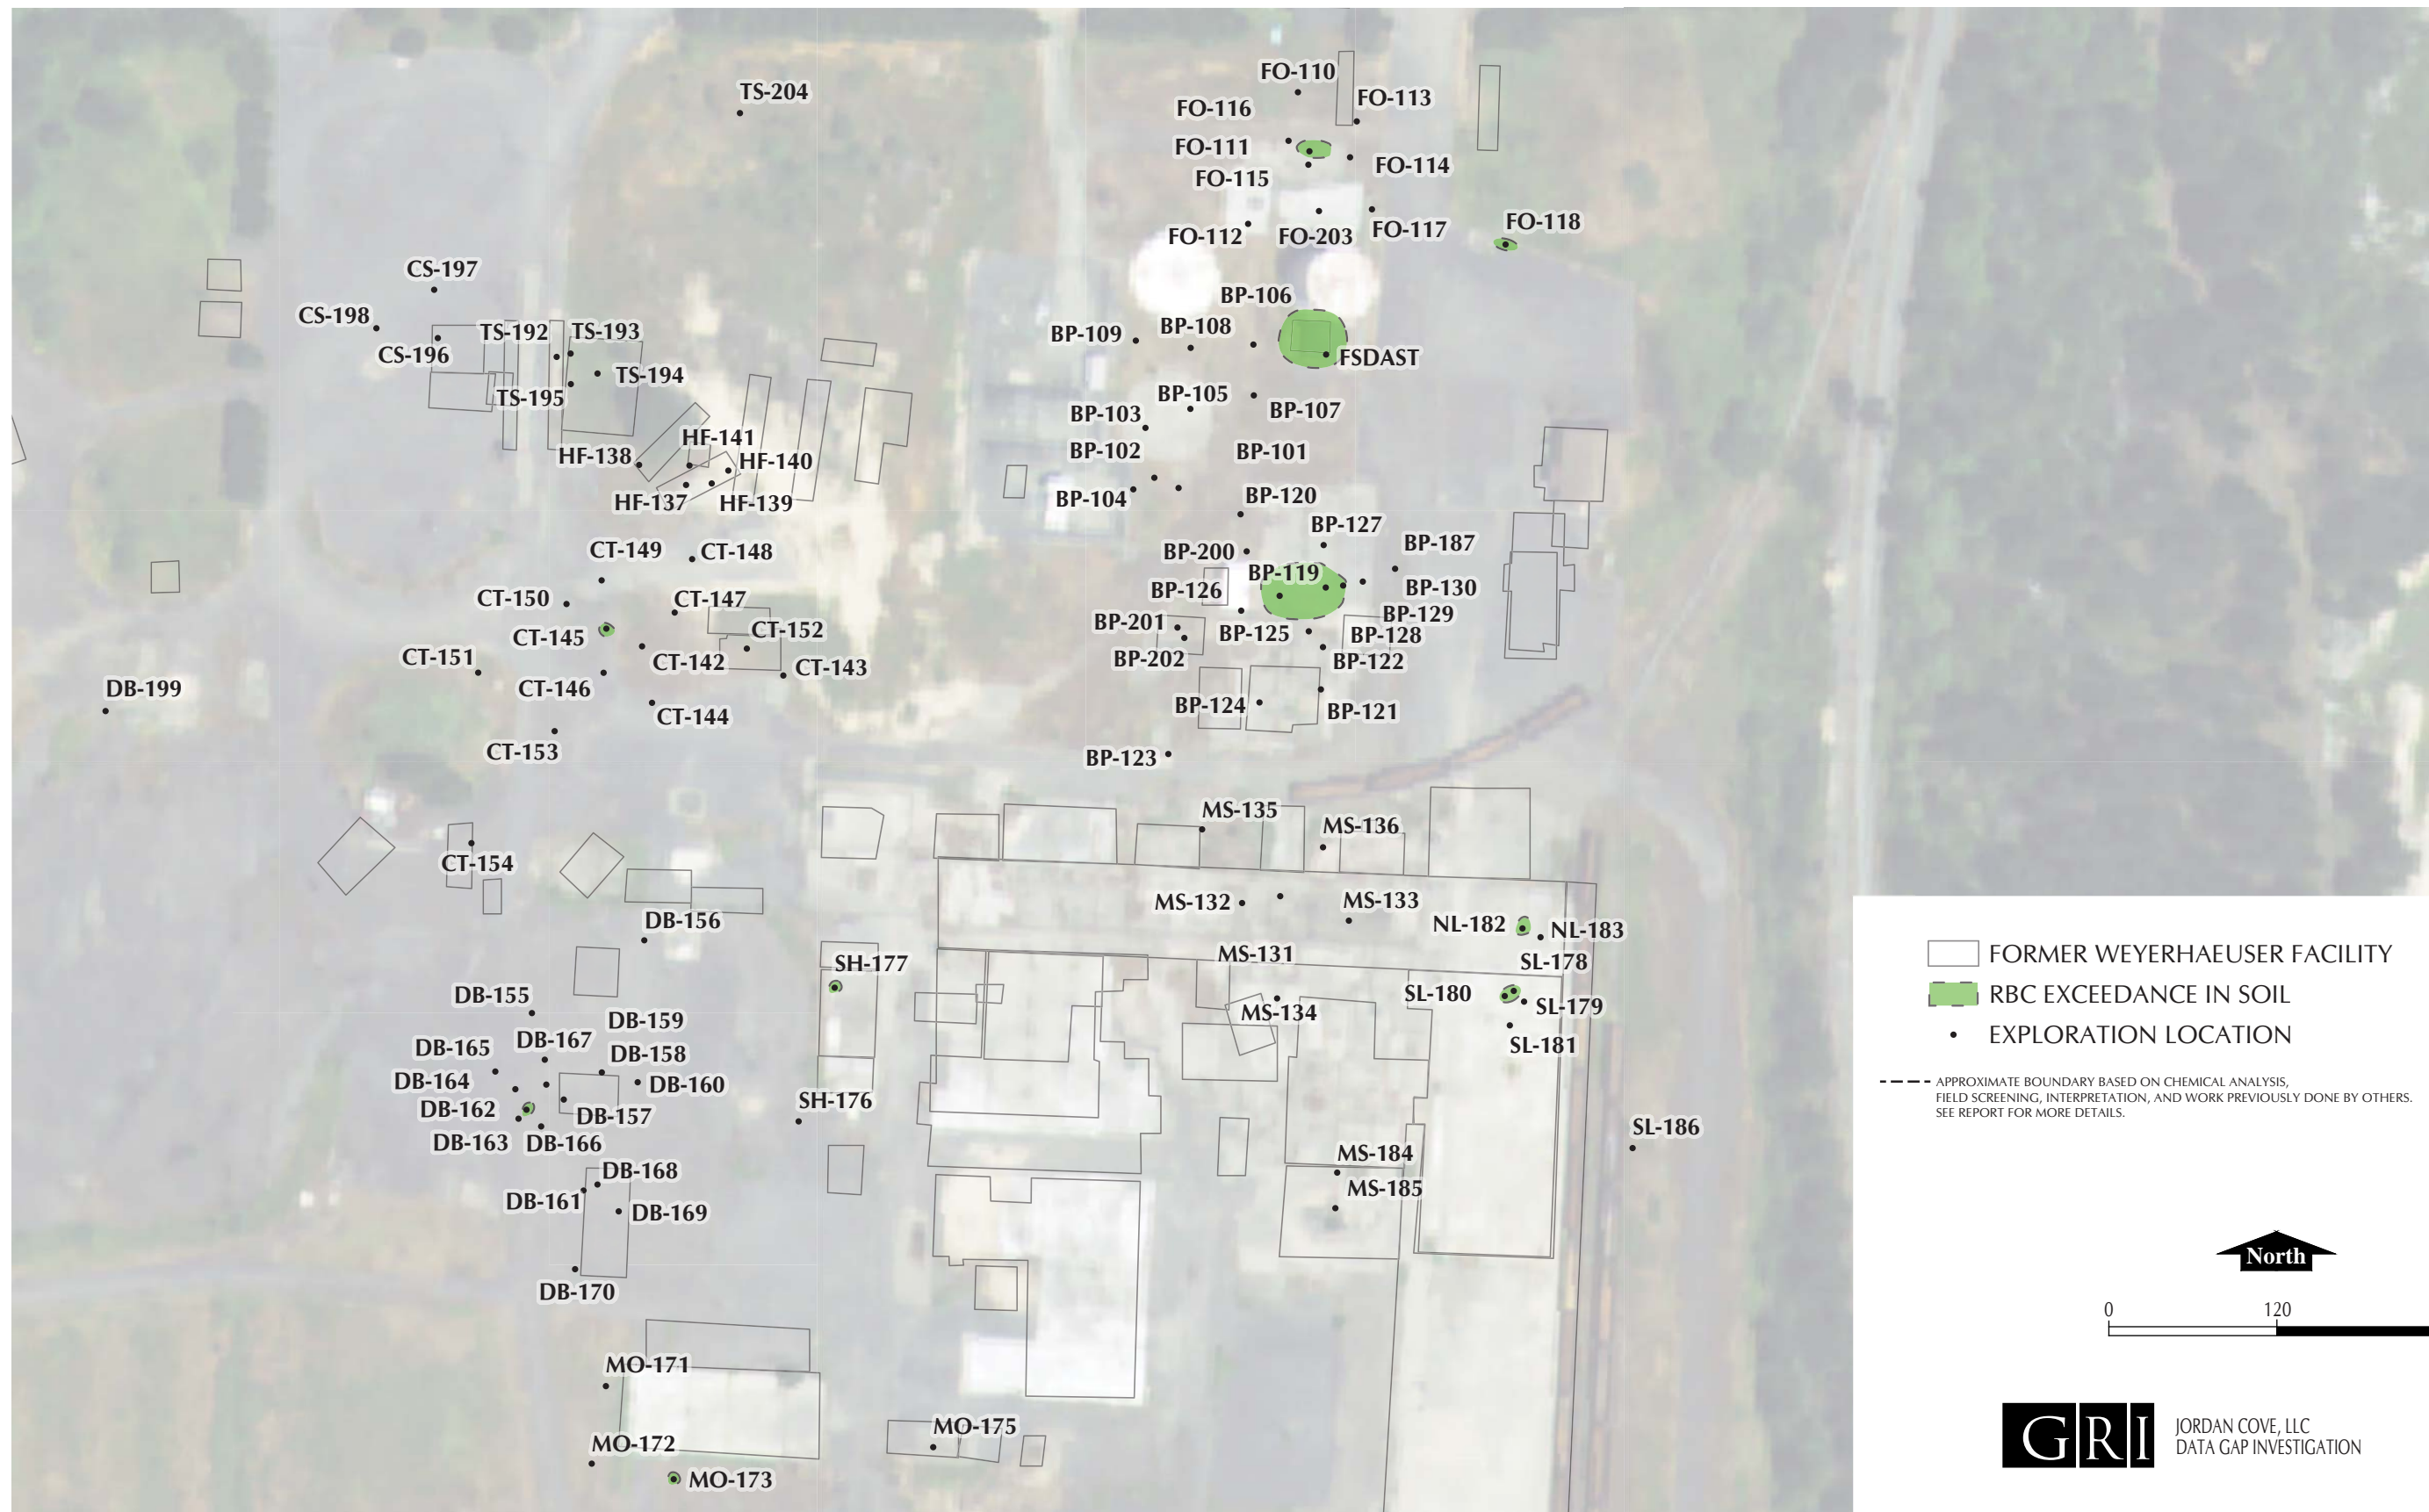 TS-204
FO-110
FO-113
FO-116
FO-111
FO-114
FO-115
FO-118
FO-112
FO-203
FO-117
CS-197
BP-106
CS-198
TS-192
TS-193
BP-109
BP-108
CS-196
FSDAST
TS-194
TS-195
BP-105
BP-103
BP-107
HF-141
BP-102
BP-101
HF-138
HF-140
HF-137
HF-139
BP-104
BP-120
BP-127
CT-149
CT-148
BP-200
BP-187
BP-119
BP-126
BP-130
CT-150
CT-147
BP-129
CT-145
CT-152
BP-201
BP-125
BP-128
CT-151
CT-142
CT-143
BP-202
BP-122
DB-199
CT-146
CT-144
BP-124
BP-121
CT-153
BP-123
MS-135
MS-136
CT-154
MS-132
MS-133
DB-156
NL-182
NL-183
MS-131
SH-177
SL-178
DB-155
SL-180
SL-179
MS-134
DB-159
DB-167
DB-165
DB-158
SL-181
DB-164
DB-160
DB-162
DB-157
SH-176
DB-163
DB-166
SL-186
MS-184
DB-168
MS-185
DB-161
DB-169
DB-170
MO-171
MO-175
MO-172
MO-173
FORMER WEYERHAEUSER FACILITY
RBC EXCEEDANCE IN SOIL
EXPLORATION LOCATION
APPROXIMATE BOUNDARY BASED ON CHEMICAL ANALYSIS,
FIELD SCREENING, INTERPRETATION, AND WORK PREVIOUSLY DONE BY OTHERS.
SEE REPORT FOR MORE DETAILS.
North
0 120
GRI
JORDAN COVE, LLC
DATA GAP INVESTIGATION